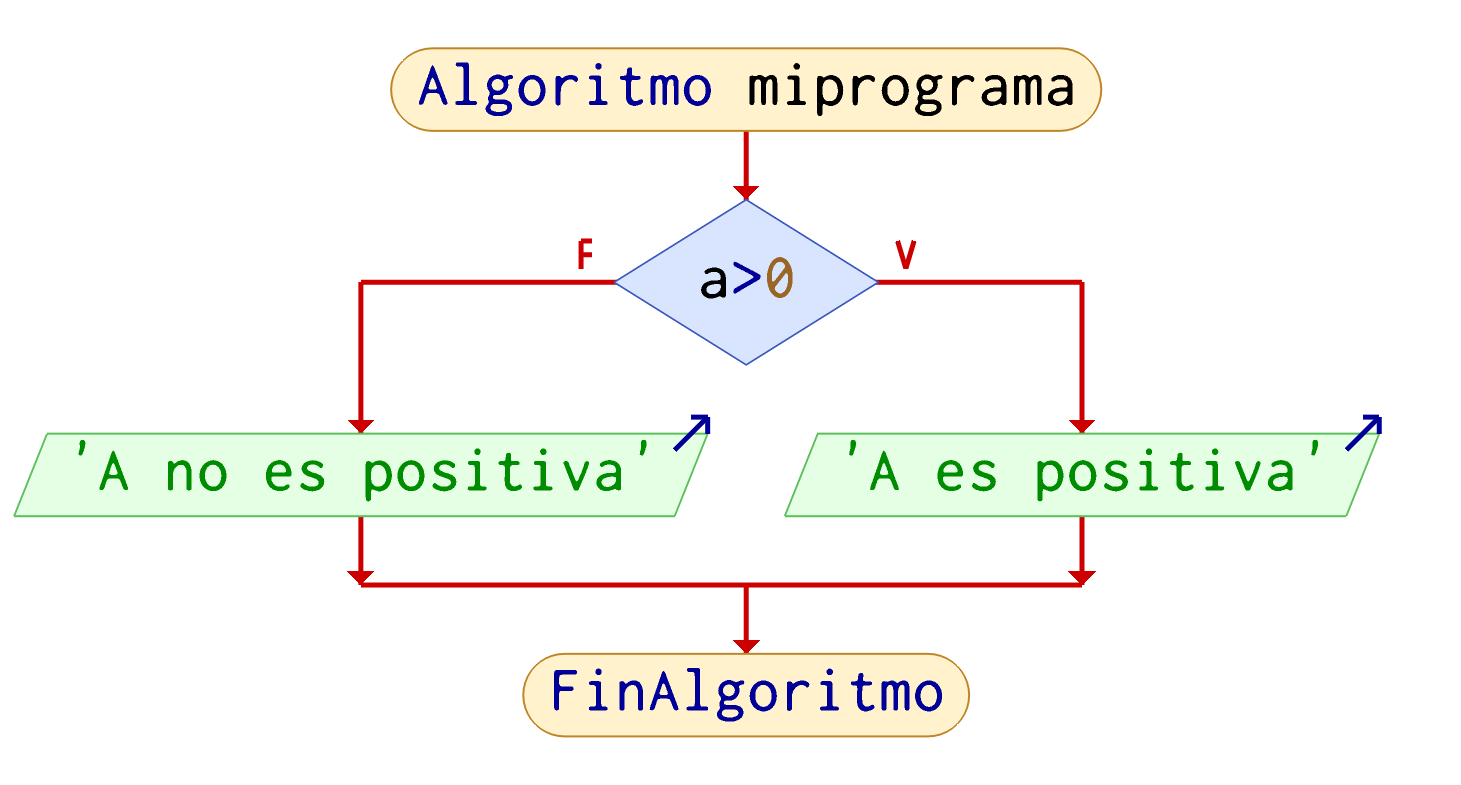 Algoritmo miprograma
F
V
a>0
'A no es positiva'
'A es positiva'
FinAlgoritmo